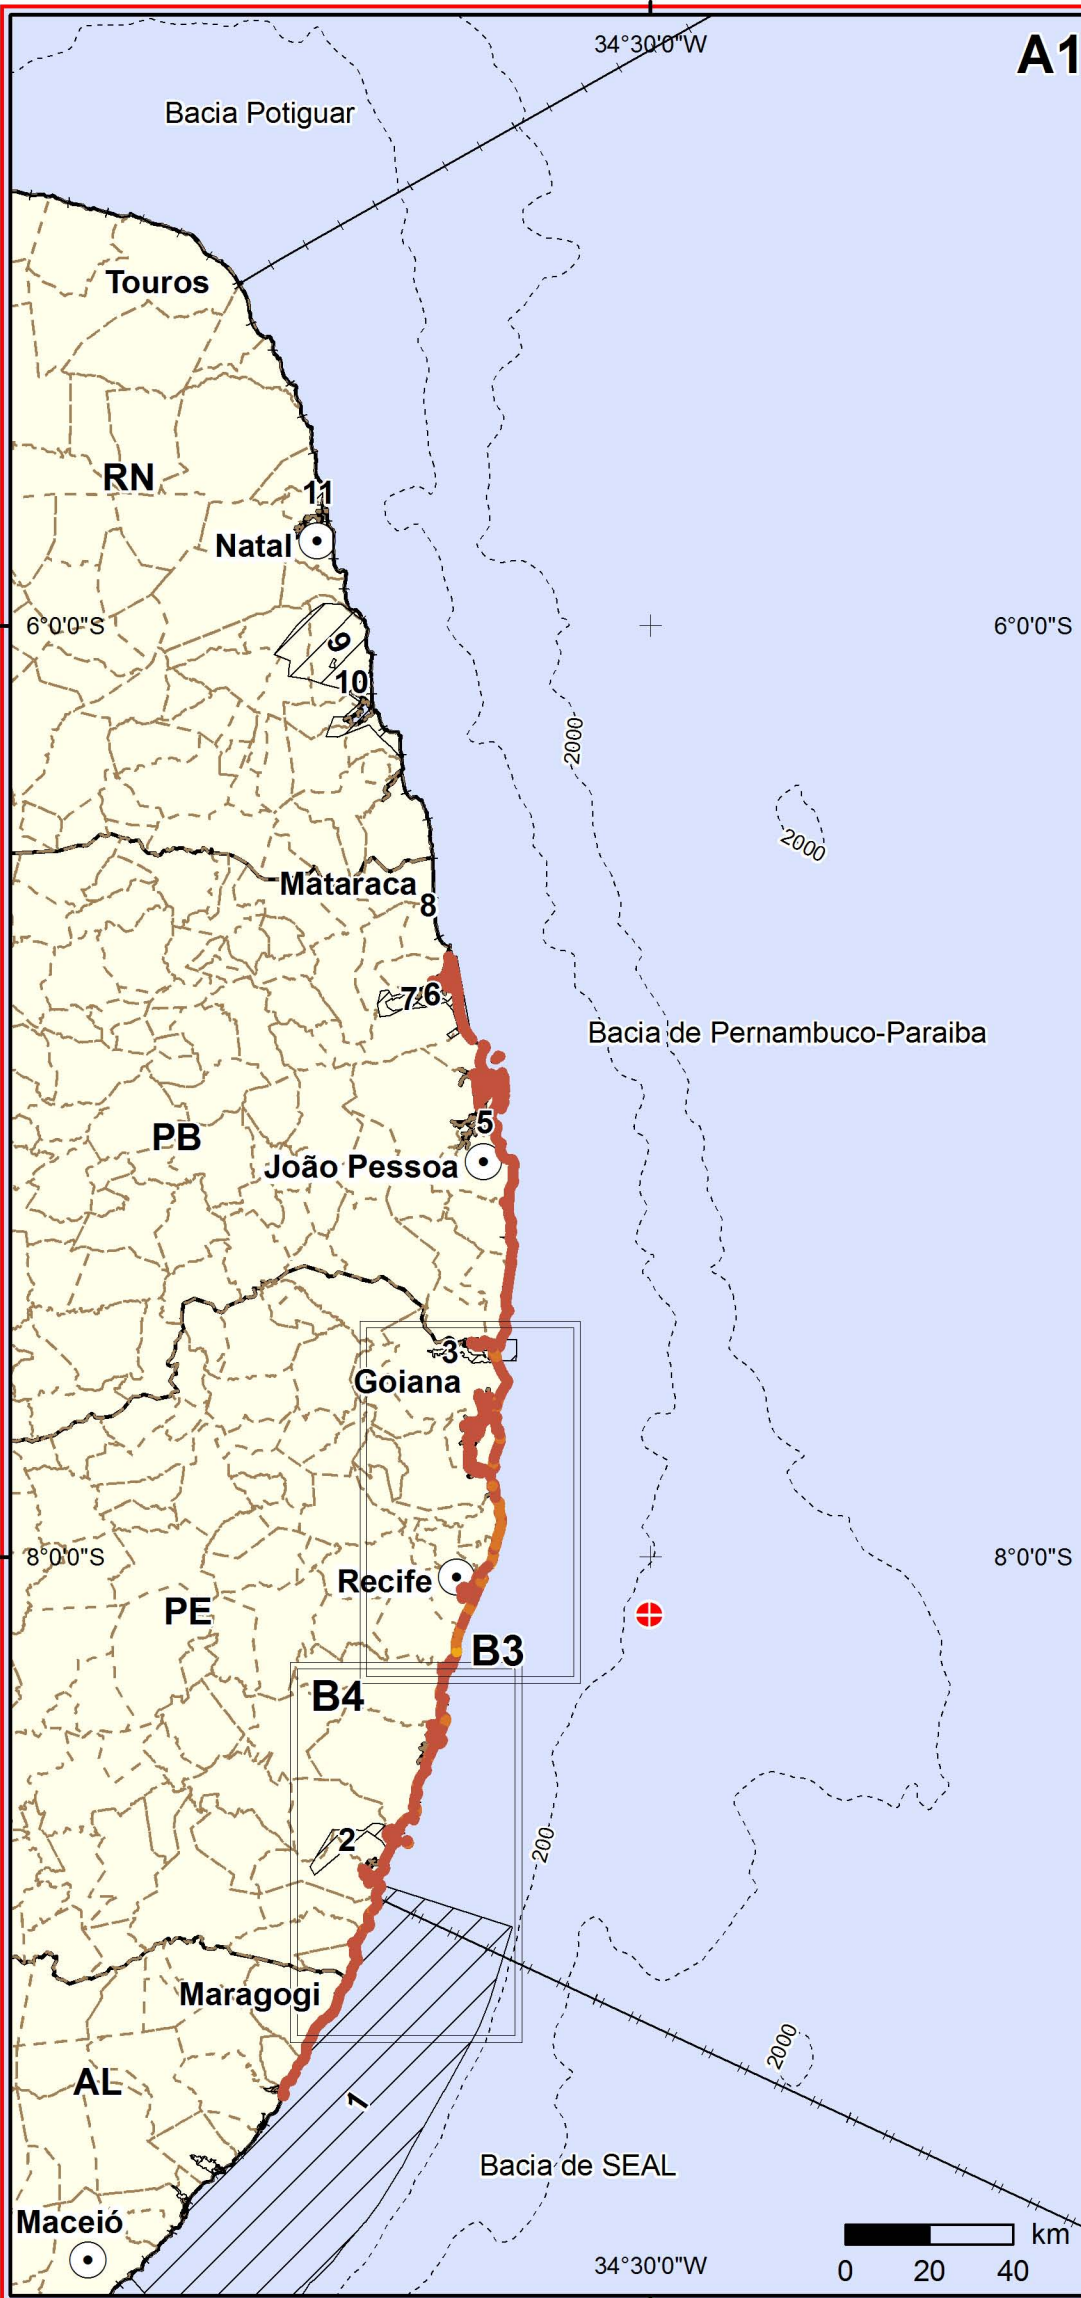 34°30'0"W
A1
Bacia Potiguar
Touros
RN
11
Natal
6°0'0"S
6°0'0"S
9
10
2000
2000
Mataraca
8
7
6
Bacia de Pernambuco-Paraiba
5
PB
João Pessoa
3
Goiana
8°0'0"S
8°0'0"S
Recife
PE
B3
B4
2
200
Maragogi
2000
AL
1
Bacia de SEAL
Maceió
km
34°30'0"W
0 20 40